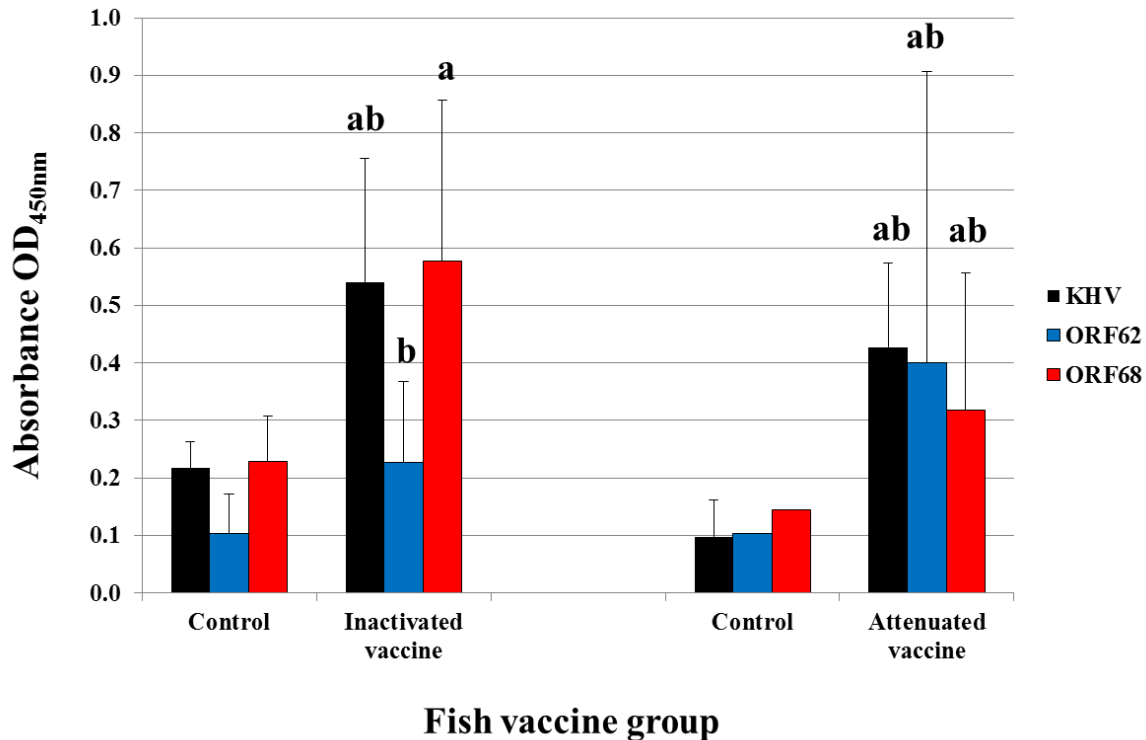 Absorbance OD450nm
1.0
0.9
0.8
0.7
0.6
0.5
0.4
0.3
0.2
0.1
0.0
ab
a
b
ab
ab
ab
KHV
ORF62
ORF68
Control
Inactivated
vaccine
Control
Attenuated
vaccine
Fish vaccine group